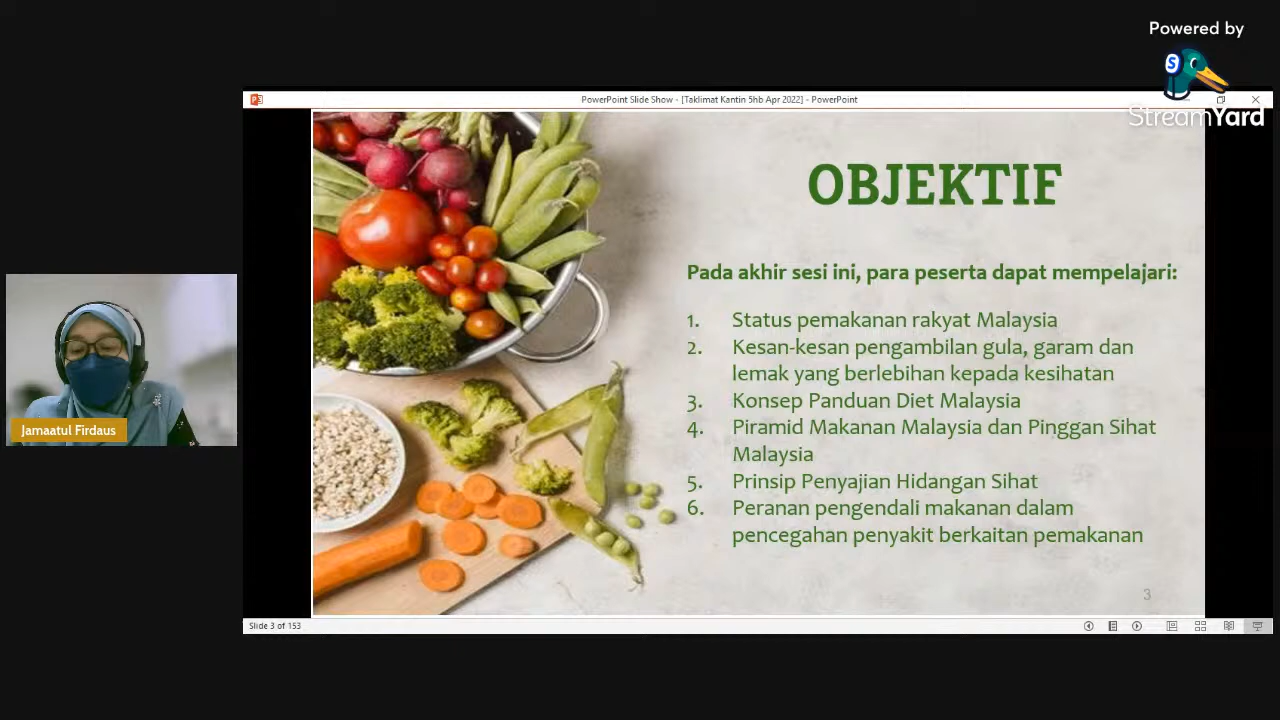 Powered by
S
StreamYard
PowerPoint Slide Show - [Taklimat Kantin 5hb Apr 2022] - PowerPoint
OBJEKTIF
Pada akhir sesi ini, para peserta dapat mempelajari:
1. Status pemakanan rakyat Malaysia
2. Kesan-kesan pengambilan gula, garam dan
lemak yang berlebihan kepada kesihatan
3. Konsep Panduan Diet Malaysia
4. Piramid Makanan Malaysia dan Pinggan Sihat
Malaysia
5. Prinsip Penyajian Hidangan Sihat
6. Peranan pengendali makanan dalam
pencegahan penyakit berkaitan pemakanan
3
Jamaatul Firdaus
Slide 3 of 153